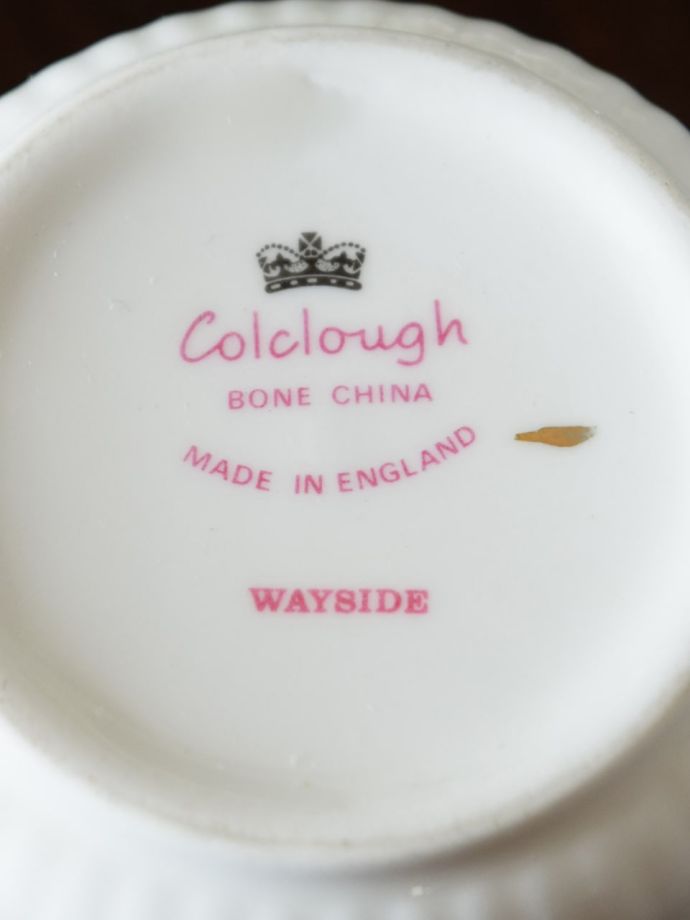 Colclough
BONE CHINA
MADE IN ENGLAND
WAYSIDE